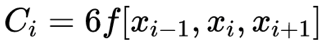 $C_i = 6f[x_{i-1}, x_i, x_{i+1}]$